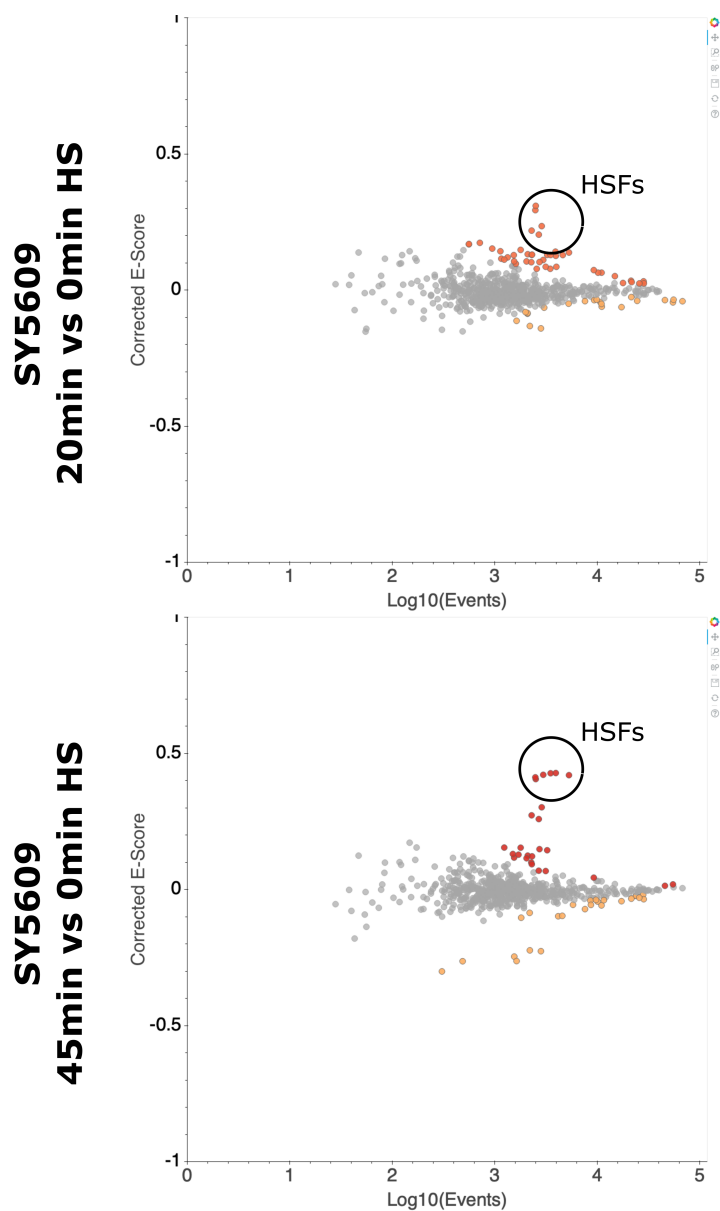 SY5609
20min vs 0min HS
Corrected E-Score
1
0.5
0
-0.5
-1
HSFs
0 1 2 3 4 5
Log10(Events)
SY5609
45min vs 0min HS
Corrected E-Score
1
0.5
0
-0.5
-1
HSFs
0 1 2 3 4 5
Log10(Events)